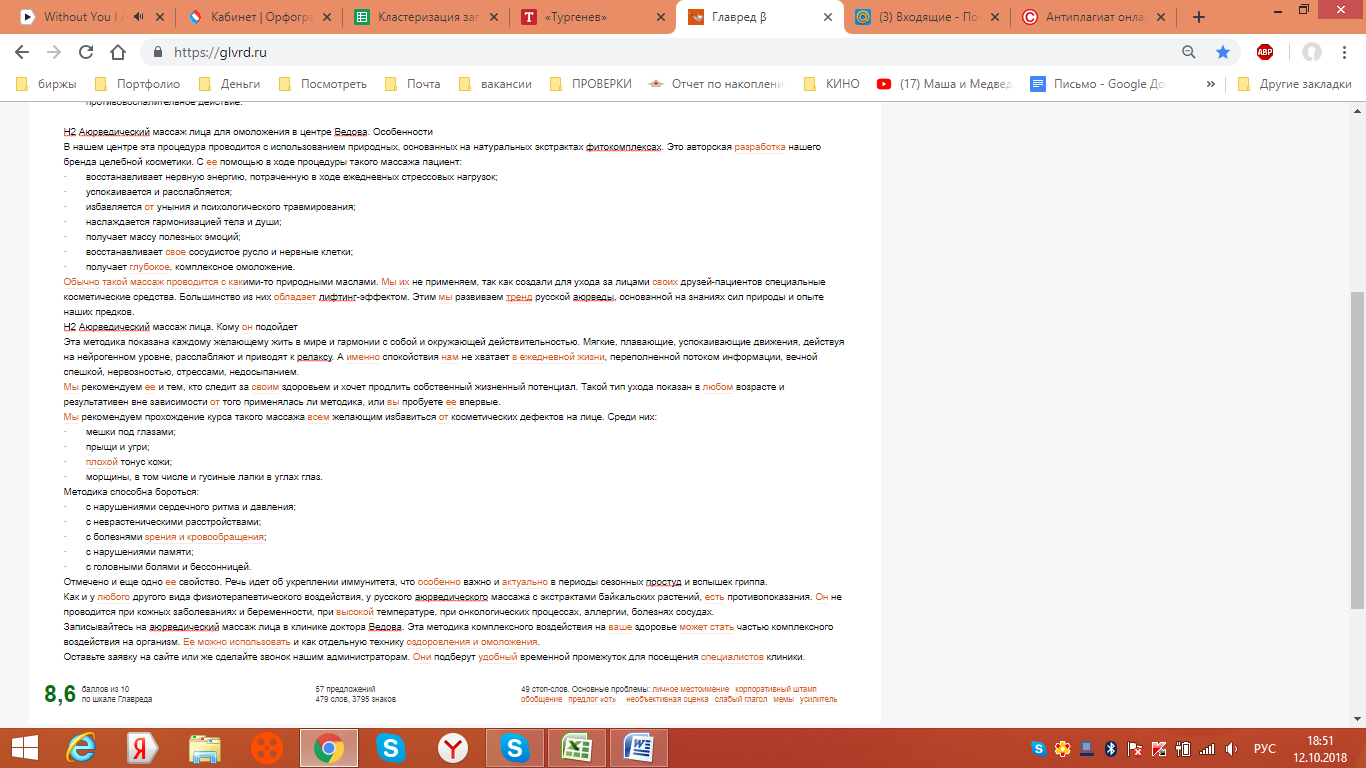 Without You I A
Кабинет | Орфогра
Кластеризация зап
«Тургенев»
Главред β
(3) Входящие - Поч
Антиплагиат онла
https://glvrd.ru
ABP
биржы
Портфолио
Деньги
Посмотреть
Почта
вакансии
ПРОВЕРКИ
Отчет по накоплени
КИНО
(17) Маша и Медвед
Письмо - Google До
»
Другие закладки
противовоспалительное действие.
Н2 Аюрведический массаж лица для омоложения в центре Ведова. Особенности
В нашем центре эта процедура проводится с использованием природных, основанных на натуральных экстрактах фитокомплексах. Это авторская разработка нашего
бренда целебной косметики. С ее помощью в ходе процедуры такого массажа пациент:
· восстанавливает нервную энергию, потраченную в ходе ежедневных стрессовых нагрузок;
· успокаивается и расслабляется;
· избавляется от уныния и психологического травмирования;
· наслаждается гармонизацией тела и души;
· получает массу полезных эмоций;
· восстанавливает свое сосудистое русло и нервные клетки;
· получает глубокое, комплексное омоложение.
Обычно такой массаж проводится с какими-то природными маслами. Мы их не применяем, так как создали для ухода за лицами своих друзей-пациентов специальные
косметические средства. Большинство из них обладает лифтинг-эффектом. Этим мы развиваем тренд русской аюрведы, основанной на знаниях сил природы и опыте
наших предков.
Н2 Аюрведический массаж лица. Кому он подойдет
Эта методика показана каждому желающему жить в мире и гармонии с собой и окружающей действительностью. Мягкие, плавающие, успокаивающие движения, действуя
на нейрогенном уровне, расслабляют и приводят к релаксу. А именно спокойствия нам не хватает в ежедневной жизни, переполненной потоком информации, вечной
спешкой, нервозностью, стрессами, недосыпанием.
Мы рекомендуем ее и тем, кто следит за своим здоровьем и хочет продлить собственный жизненный потенциал. Такой тип ухода показан в любом возрасте и
результативен вне зависимости от того применялась ли методика, или вы пробуете ее впервые.
Мы рекомендуем прохождение курса такого массажа всем желающим избавиться от косметических дефектов на лице. Среди них:
· мешки под глазами;
· прыщи и угри;
· плохой тонус кожи;
· морщины, в том числе и гусиные лапки в углах глаз.
Методика способна бороться:
· с нарушениями сердечного ритма и давления;
· с неврастеническими расстройствами;
· с болезнями зрения и кровообращения;
· с нарушениями памяти;
· с головными болями и бессонницей.
Отмечено и еще одно ее свойство. Речь идет об укреплении иммунитета, что особенно важно и актуально в периоды сезонных простуд и вспышек гриппа.
Как и у любого другого вида физиотерапевтического воздействия, у русского аюрведического массажа с экстрактами байкальских растений, есть противопоказания. Он не
проводится при кожных заболеваниях и беременности, при высокой температуре, при онкологических процессах, аллергии, болезнях сосудах.
Записывайтесь на аюрведический массаж лица в клинике доктора Ведова. Эта методика комплексного воздействия на ваше здоровье может стать частью комплексного
воздействия на организм. Ее можно использовать и как отдельную технику оздоровления и омоложения.
Оставьте заявку на сайте или же сделайте звонок нашим администраторам. Они подберут удобный временной промежуток для посещения специалистов клиники.
8,6 баллов из 10
по шкале Главреда
57 предложений
479 слов, 3795 знаков
49 стоп-слов. Основные проблемы: личное местоимение корпоративный штамп
обобщение предлог «от» необъективная оценка слабый глагол мемы усилитель
РУС
18:51
12.10.2018